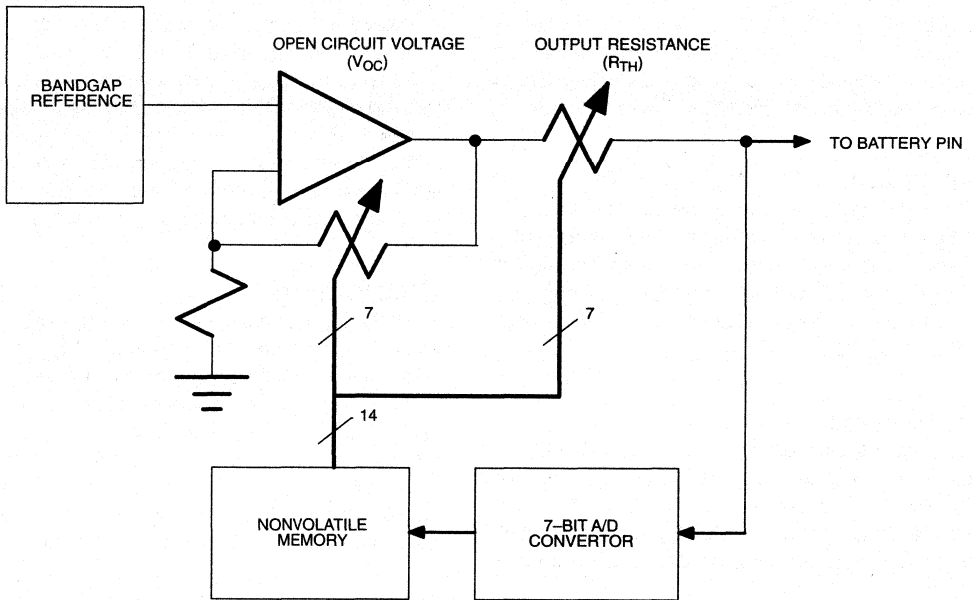 OPEN CIRCUIT VOLTAGE
(VOC)
OUTPUT RESISTANCE
(RTH)
BANDGAP
REFERENCE
TO BATTERY PIN
7
7
14
NONVOLATILE
MEMORY
7–BIT A/D
CONVERTOR